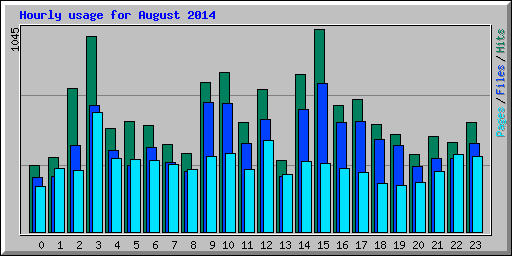 Hourly usage for August 2014
1045
Pages/Files/Hits
0 1 2 3 4 5 6 7 8 9 10 11 12 13 14 15 16 17 18 19 20 21 22 23